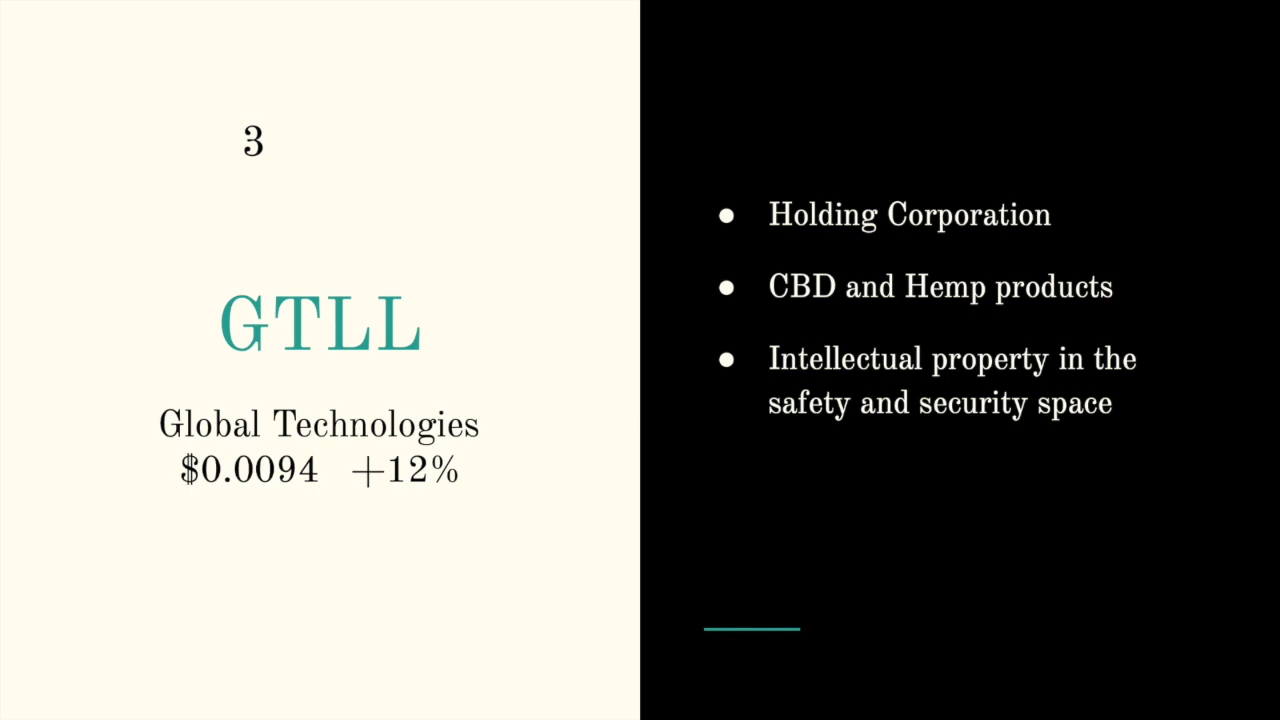 3
GTLL
Global Technologies
$0.0094 +12%
● Holding Corporation
● CBD and Hemp products
● Intellectual property in the
safety and security space